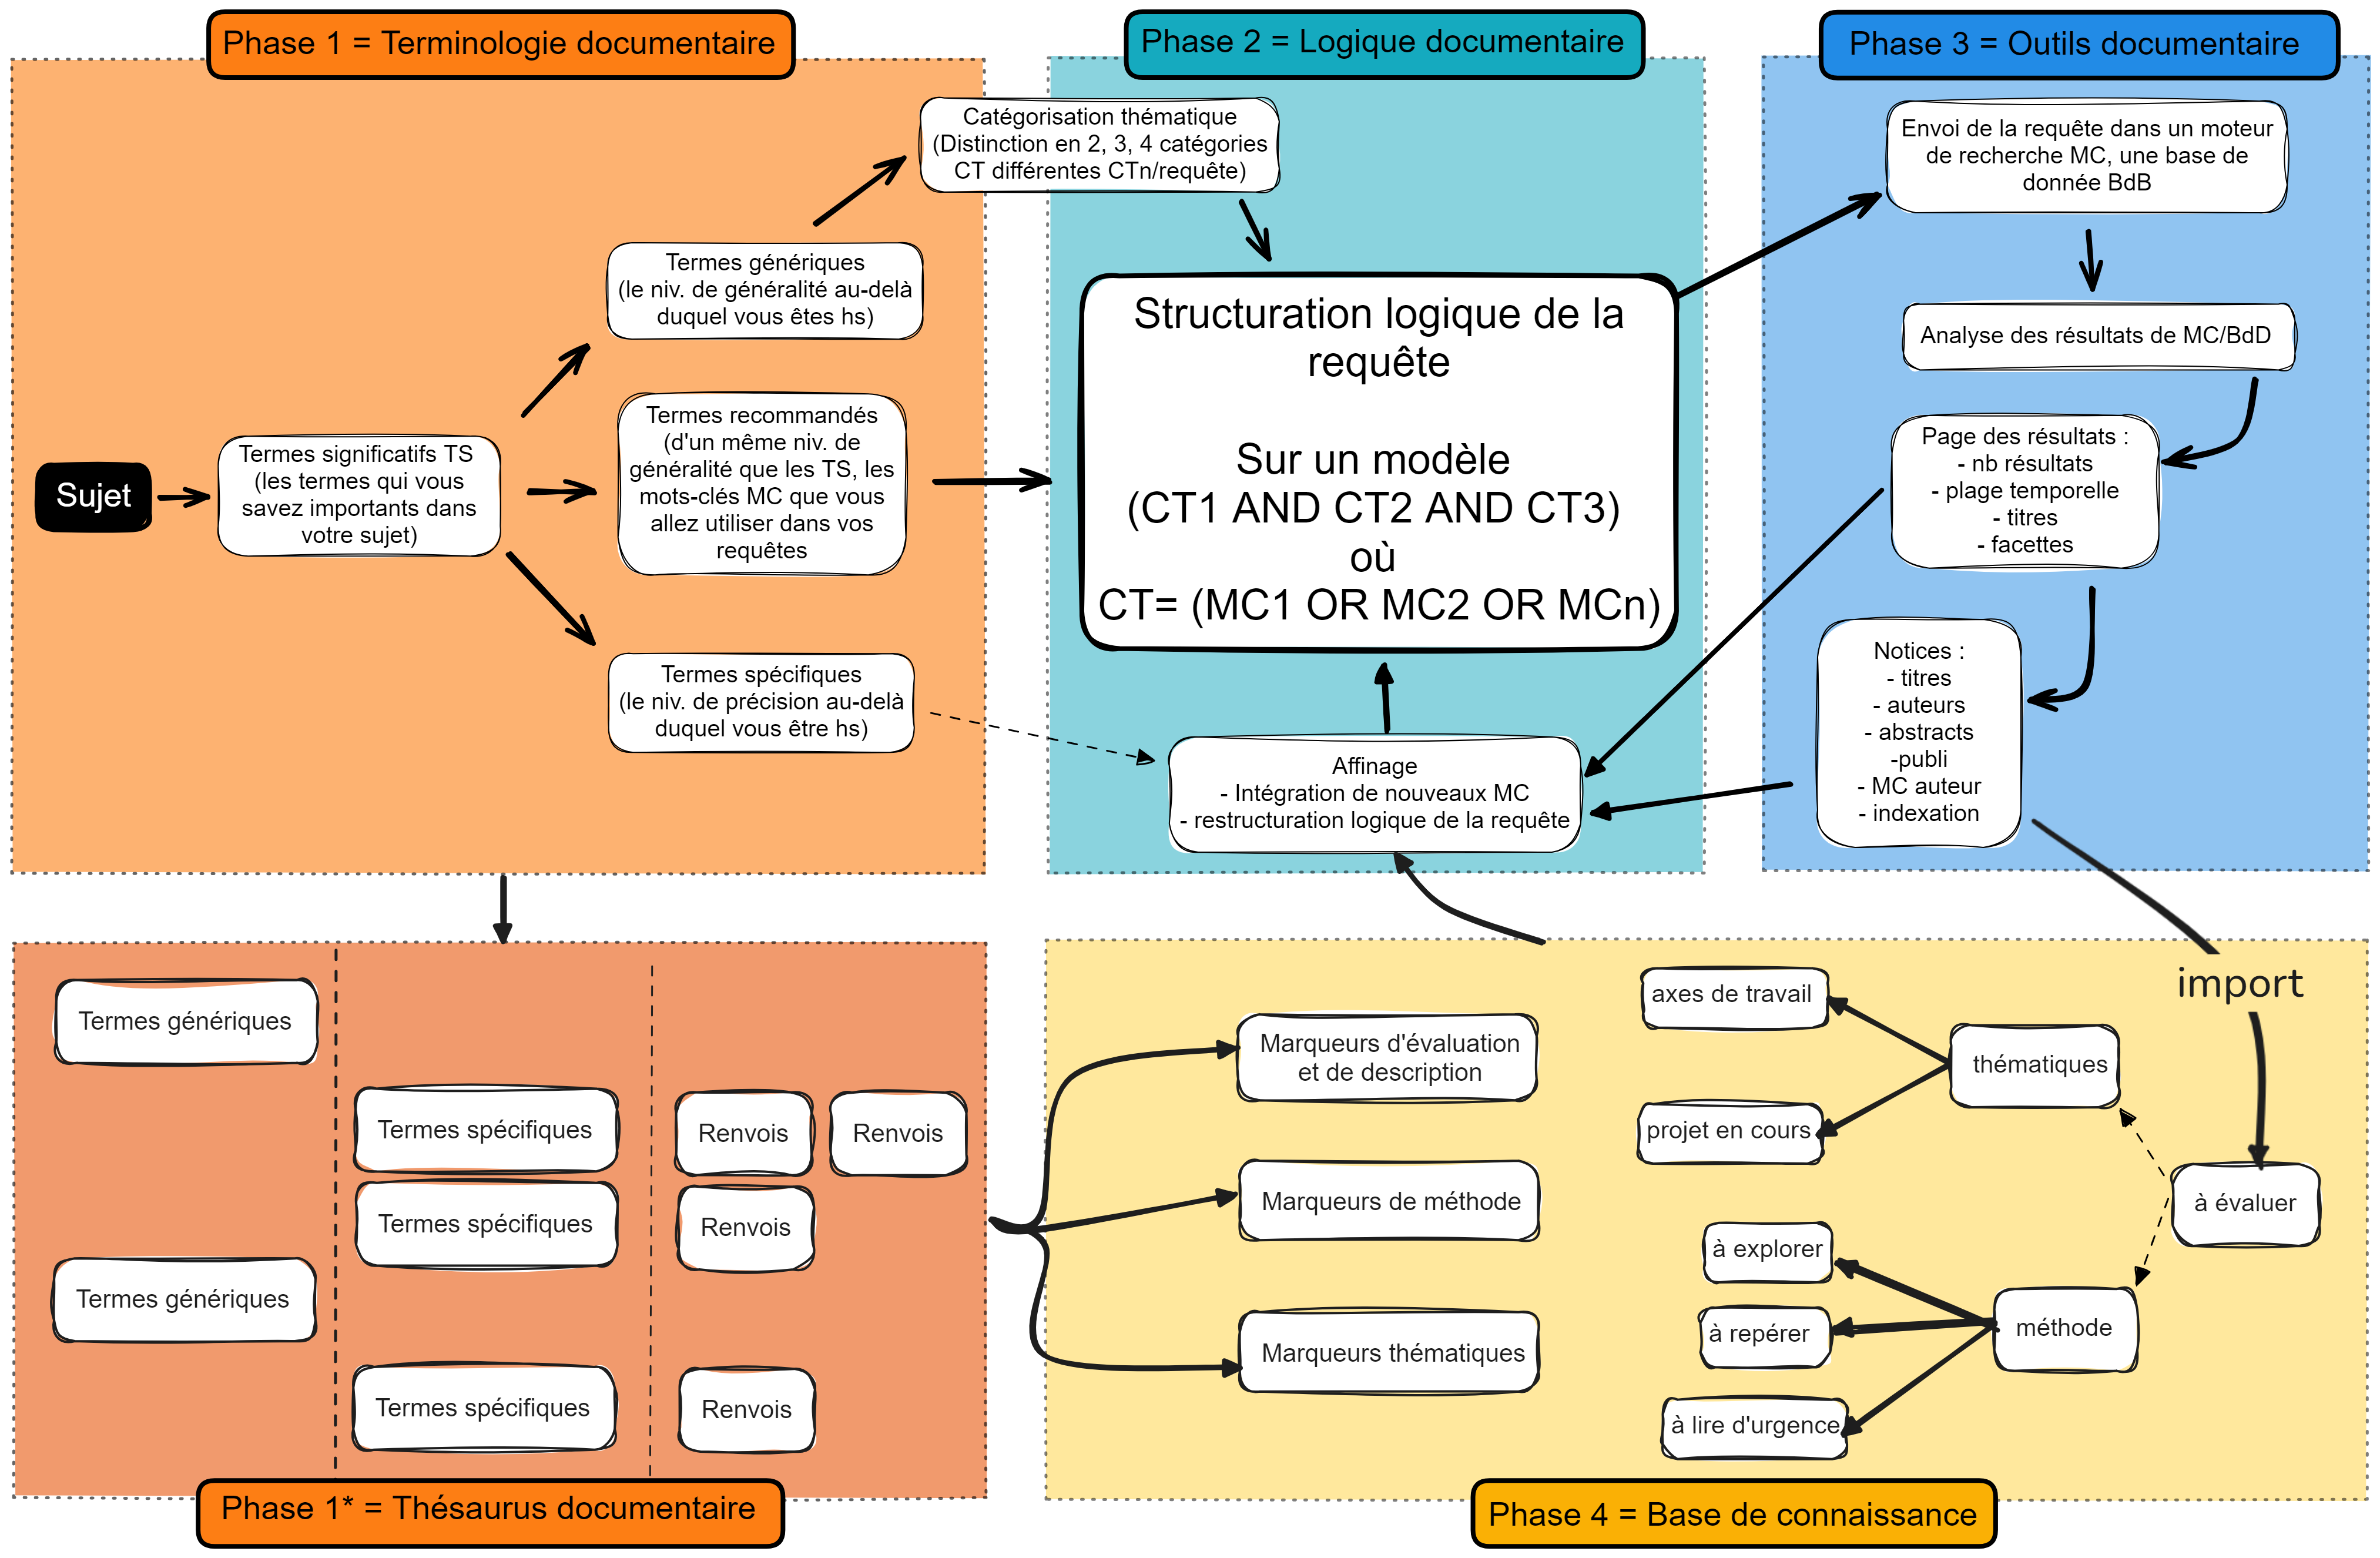 Phase 1 = Terminologie documentaire
Sujet
Termes significatifs TS
(les termes qui vous
savez importants dans
votre sujet)
Termes génériques
(le niv. de généralité au-delà
duquel vous êtes hs)
Termes recommandés
(d'un même niv. de
généralité que les TS, les
mots-clés MC que vous
allez utiliser dans vos
requêtes
Termes spécifiques
(le niv. de précision au-delà
duquel vous être hs)
Phase 2 = Logique documentaire
Catégorisation thématique
(Distinction en 2, 3, 4 catégories
CT différentes CTn/requête)
Structuration logique de la
requête
Sur un modèle
(CT1 AND CT2 AND CT3)
où
CT= (MC1 OR MC2 OR MCn)
Affinage
- Intégration de nouveaux MC
- restructuration logique de la requête
Phase 3 = Outils documentaire
Envoi de la requête dans un moteur
de recherche MC, une base de
donnée BdB
Analyse des résultats de MC/BdD
Page des résultats :
- nb résultats
- plage temporelle
- titres
- facettes
Notices :
- titres
- auteurs
- abstracts
-publi
- MC auteur
- indexation
Termes génériques
Termes spécifiques
Renvois
Renvois
Termes spécifiques
Renvois
Termes génériques
Termes spécifiques
Renvois
Phase 1* = Thésaurus documentaire
Marqueurs d'évaluation
et de description
Marqueurs de méthode
Marqueurs thématiques
import
axes de travail
thématiques
projet en cours
à évaluer
à explorer
à repérer
méthode
à lire d'urgence
Phase 4 = Base de connaissance